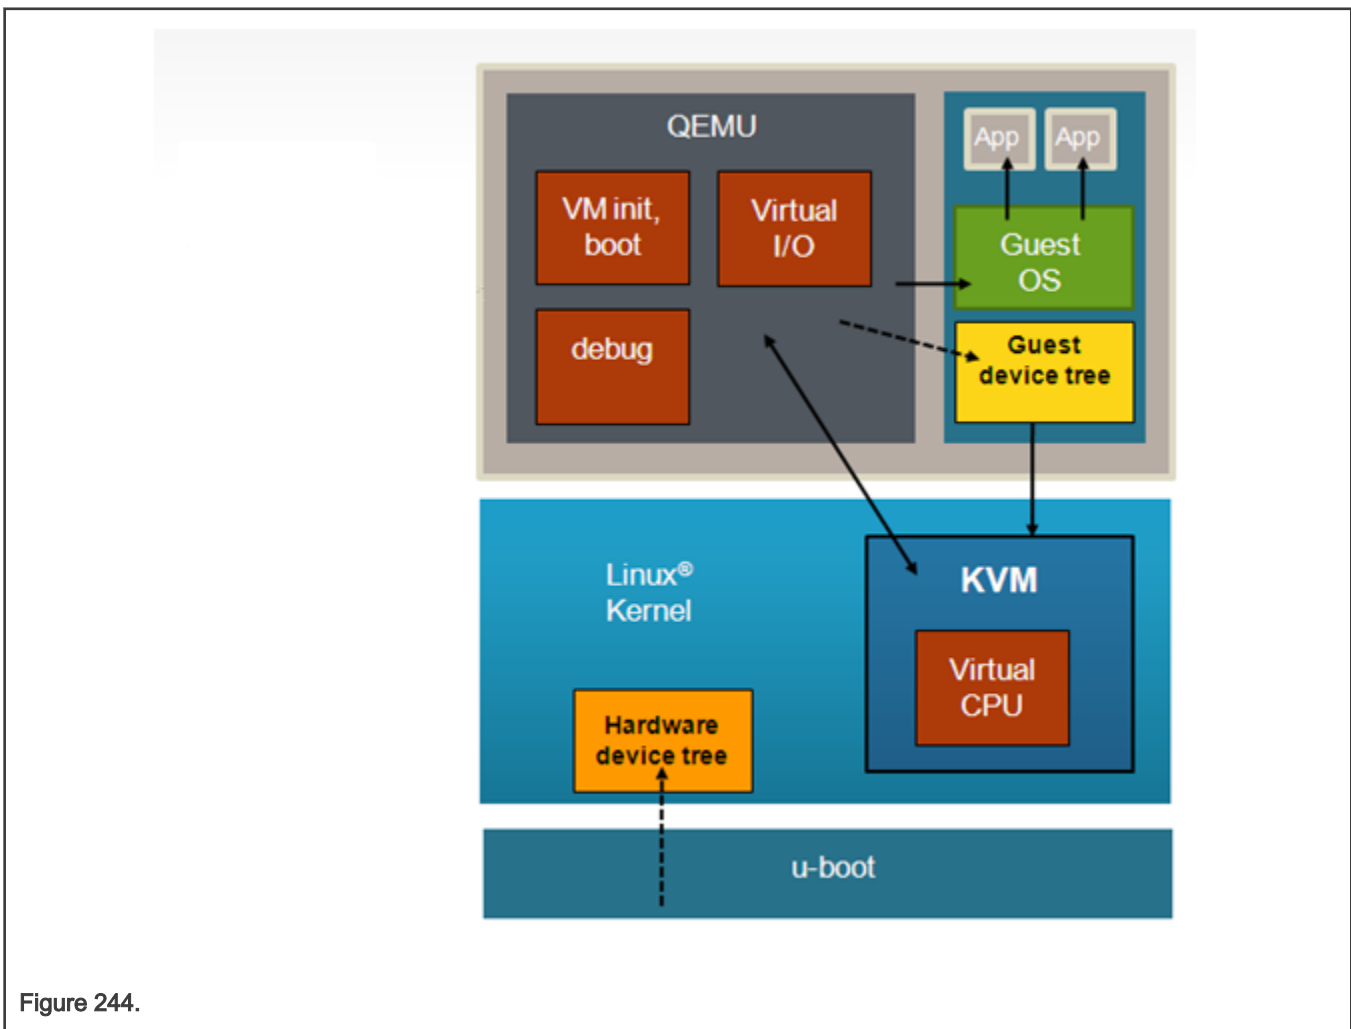 QEMU
VM init,
boot
Virtual
I/O
debug
App
App
Guest
OS
Guest
device tree
Linux®
Kernel
KVM
Virtual
CPU
Hardware
device tree
u-boot
Figure 244.